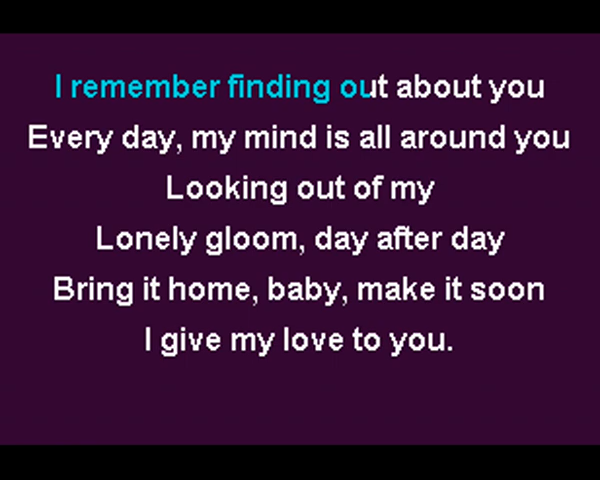 I remember finding out about you
Every day, my mind is all around you
Looking out of my
Lonely gloom, day after day
Bring it home, baby, make it soon
I give my love to you.